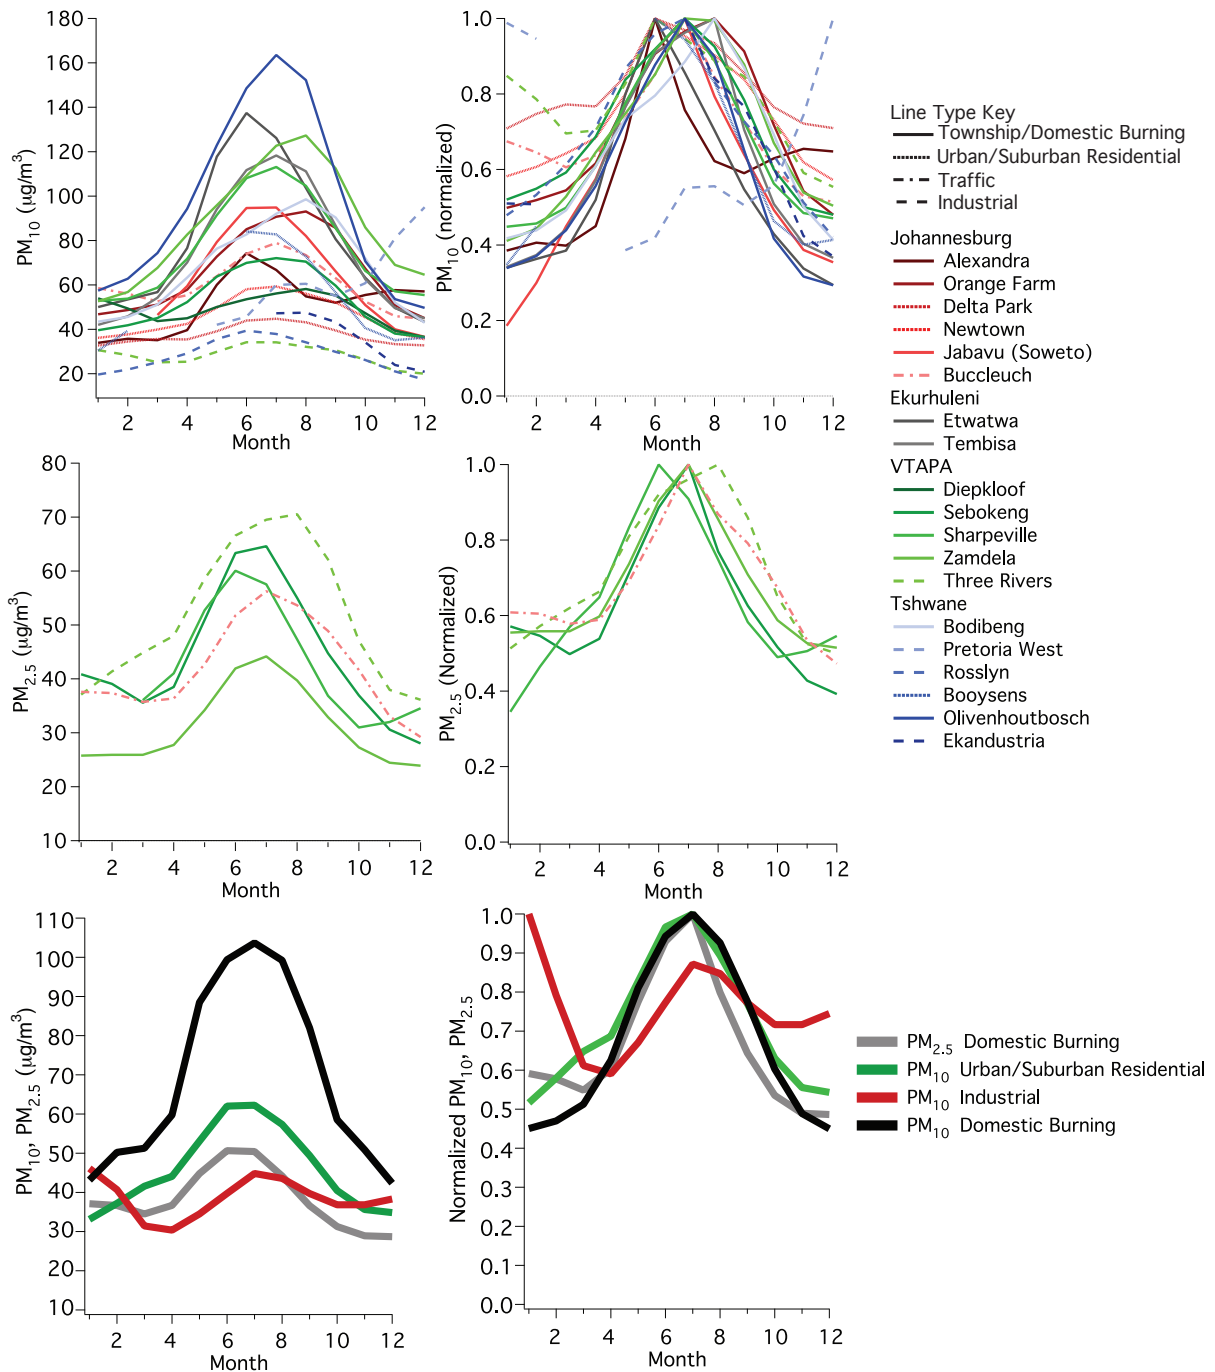 180
160
140
120
100
80
60
40
20
PM10 (µg/m3)
2
4
6
8
10
12
Month
1.0
0.8
0.6
0.4
0.2
0.0
PM10 (normalized)
2
4
6
8
10
12
Month
Line Type Key
Township/Domestic Burning
Urban/Suburban Residential
Traffic
Industrial
Johannesburg
Alexandra
Orange Farm
Delta Park
Newtown
Jabavu (Soweto)
Buccleuch
Ekurhuleni
Etwatwa
Tembisa
VTAPA
Diepkloof
Sebokeng
Sharpeville
Zamdela
Three Rivers
Tshwane
Bodibeng
Pretoria West
Rosslyn
Booysens
Olivenhoutbosch
Ekandustria
80
70
60
50
40
30
20
10
PM2.5 (µg/m3)
2
4
6
8
10
12
Month
1.0
0.8
0.6
0.4
0.2
0.0
PM2.5 (Normalized)
2
4
6
8
10
12
Month
110
100
90
80
70
60
50
40
30
20
10
PM10, PM2.5 (µg/m3)
2
4
6
8
10
12
Month
1.0
0.9
0.8
0.7
0.6
0.5
0.4
0.3
0.2
0.1
0.0
Normalized PM10, PM2.5
2
4
6
8
10
12
Month
PM2.5 Domestic Burning
PM10 Urban/Suburban Residential
PM10 Industrial
PM10 Domestic Burning